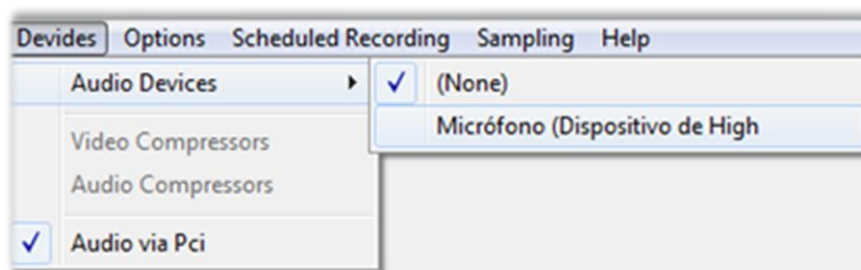 Devides Options Scheduled Recording Sampling Help
Audio Devices
(None)
Micrófono (Dispositivo de High
Video Compressors
Audio Compressors
Audio via Pci